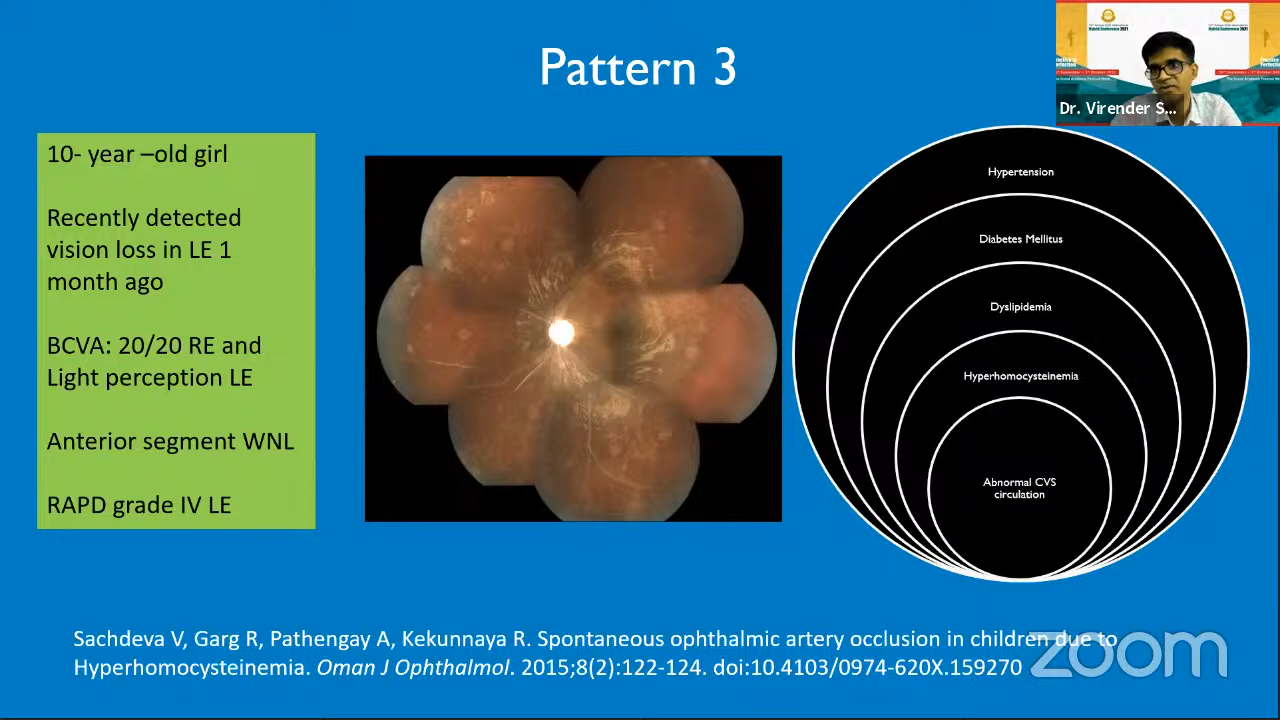 Pattern 3
Dr. Virender S...
10- year –old girl
Recently detected
vision loss in LE 1
month ago
BCVA: 20/20 RE and
Light perception LE
Anterior segment WNL
RAPD grade IV LE
Hypertension
Diabetes Mellitus
Dyslipidemia
Hyperhomocysteinemia
Abnormal CVS
circulation
Sachdeva V, Garg R, Pathengay A, Kekunnaya R. Spontaneous ophthalmic artery occlusion in children due to
Hyperhomocysteinemia. Oman J Ophthalmol. 2015;8(2):122-124. doi:10.4103/0974-620X.159270
zoom